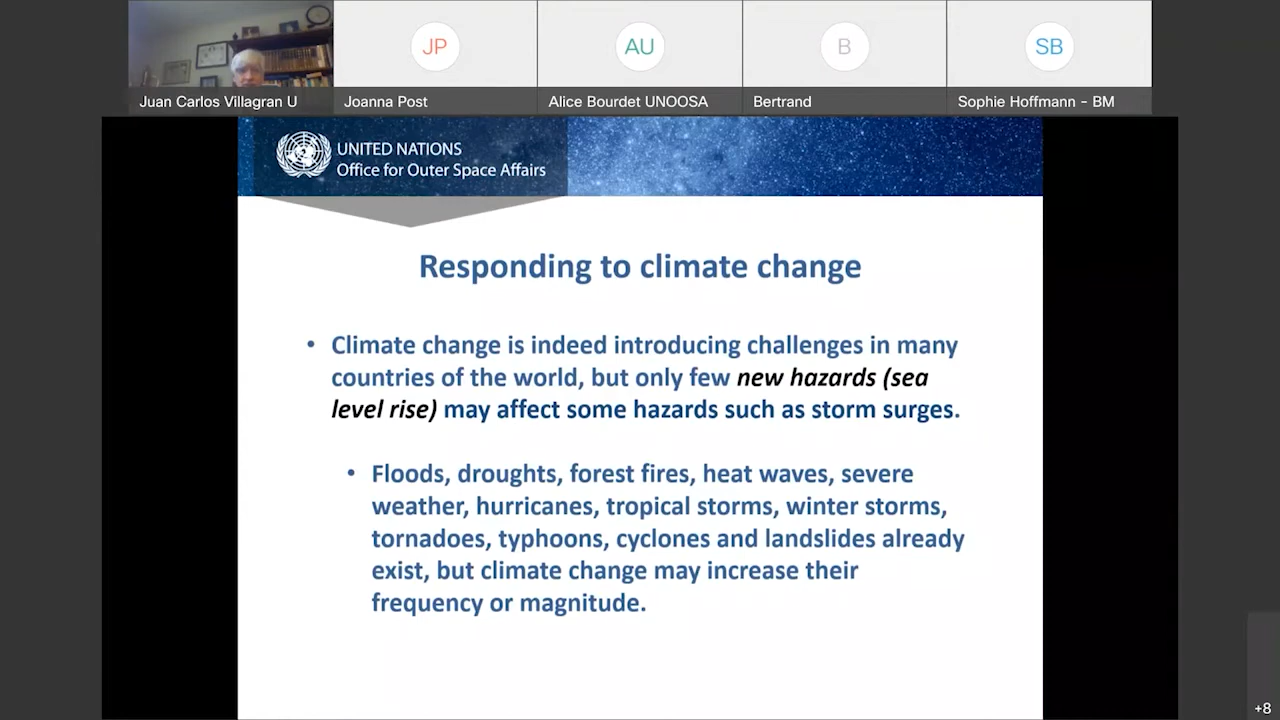 Juan Carlos Villagran U
JP
Joanna Post
AU
Alice Bourdet UNOOSA
B
Bertrand
SB
Sophie Hoffmann - BM
UNITED NATIONS
Office for Outer Space Affairs
Responding to climate change
• Climate change is indeed introducing challenges in many
countries of the world, but only few new hazards (sea
level rise) may affect some hazards such as storm surges.
• Floods, droughts, forest fires, heat waves, severe
weather, hurricanes, tropical storms, winter storms,
tornadoes, typhoons, cyclones and landslides already
exist, but climate change may increase their
frequency or magnitude.
+8